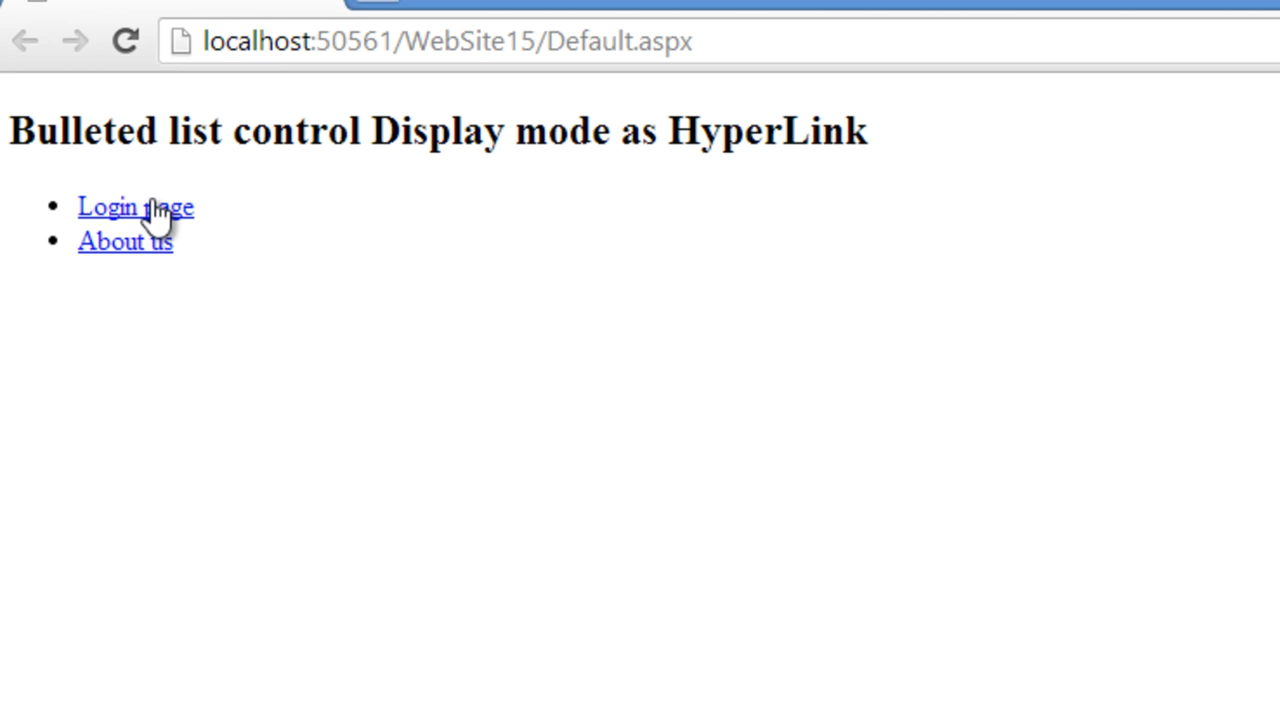 localhost:50561/WebSite15/Default.aspx
Bulleted list control Display mode as HyperLink
Login page
About us